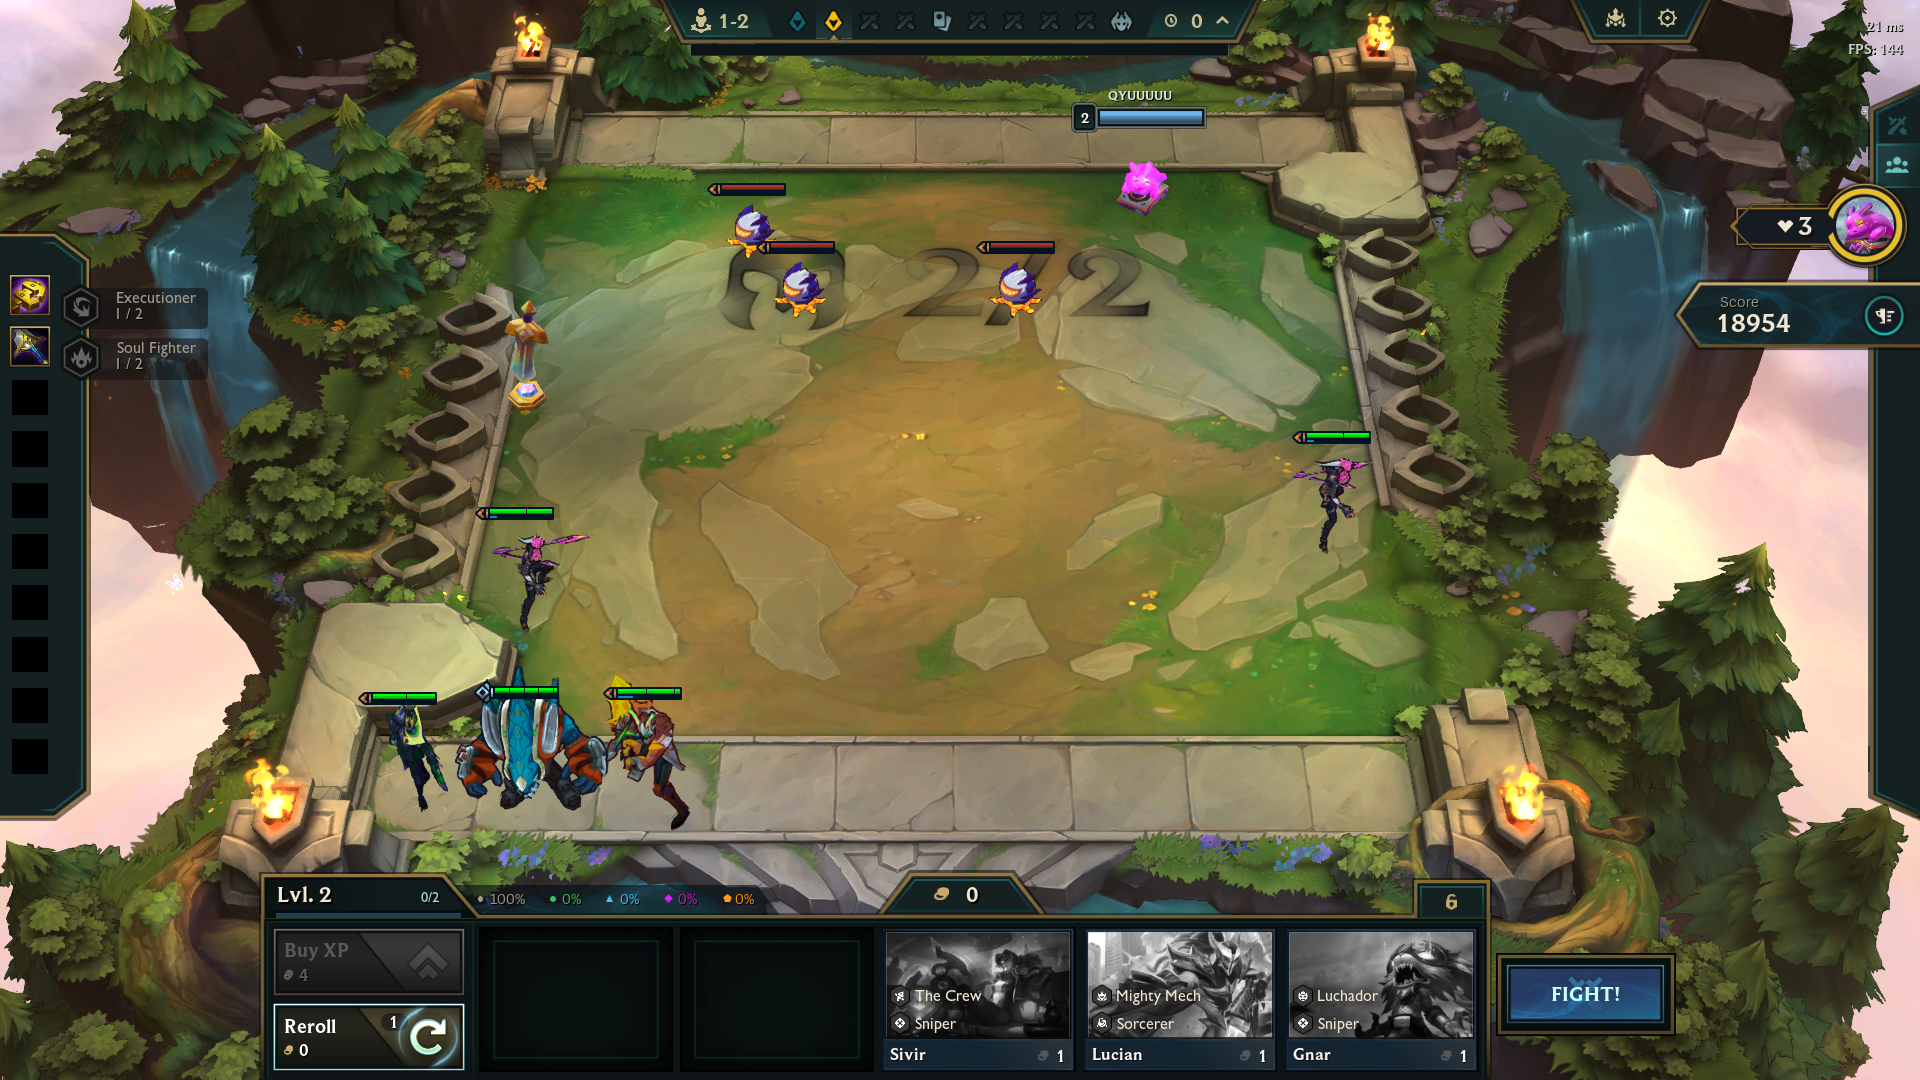 1-2
0
21 ms
FPS: 144
QYUUUUU
2
3
Executioner
1 / 2
Soul Fighter
1 / 2
2/2
Score
18954
Lvl. 2
0/2
100%
0%
0%
0%
0%
0
6
Buy XP
4
Reroll
1
0
The Crew
Sniper
Sivir
1
Mighty Mech
Sorcerer
Lucian
1
Luchador
Sniper
Gnar
1
FIGHT!